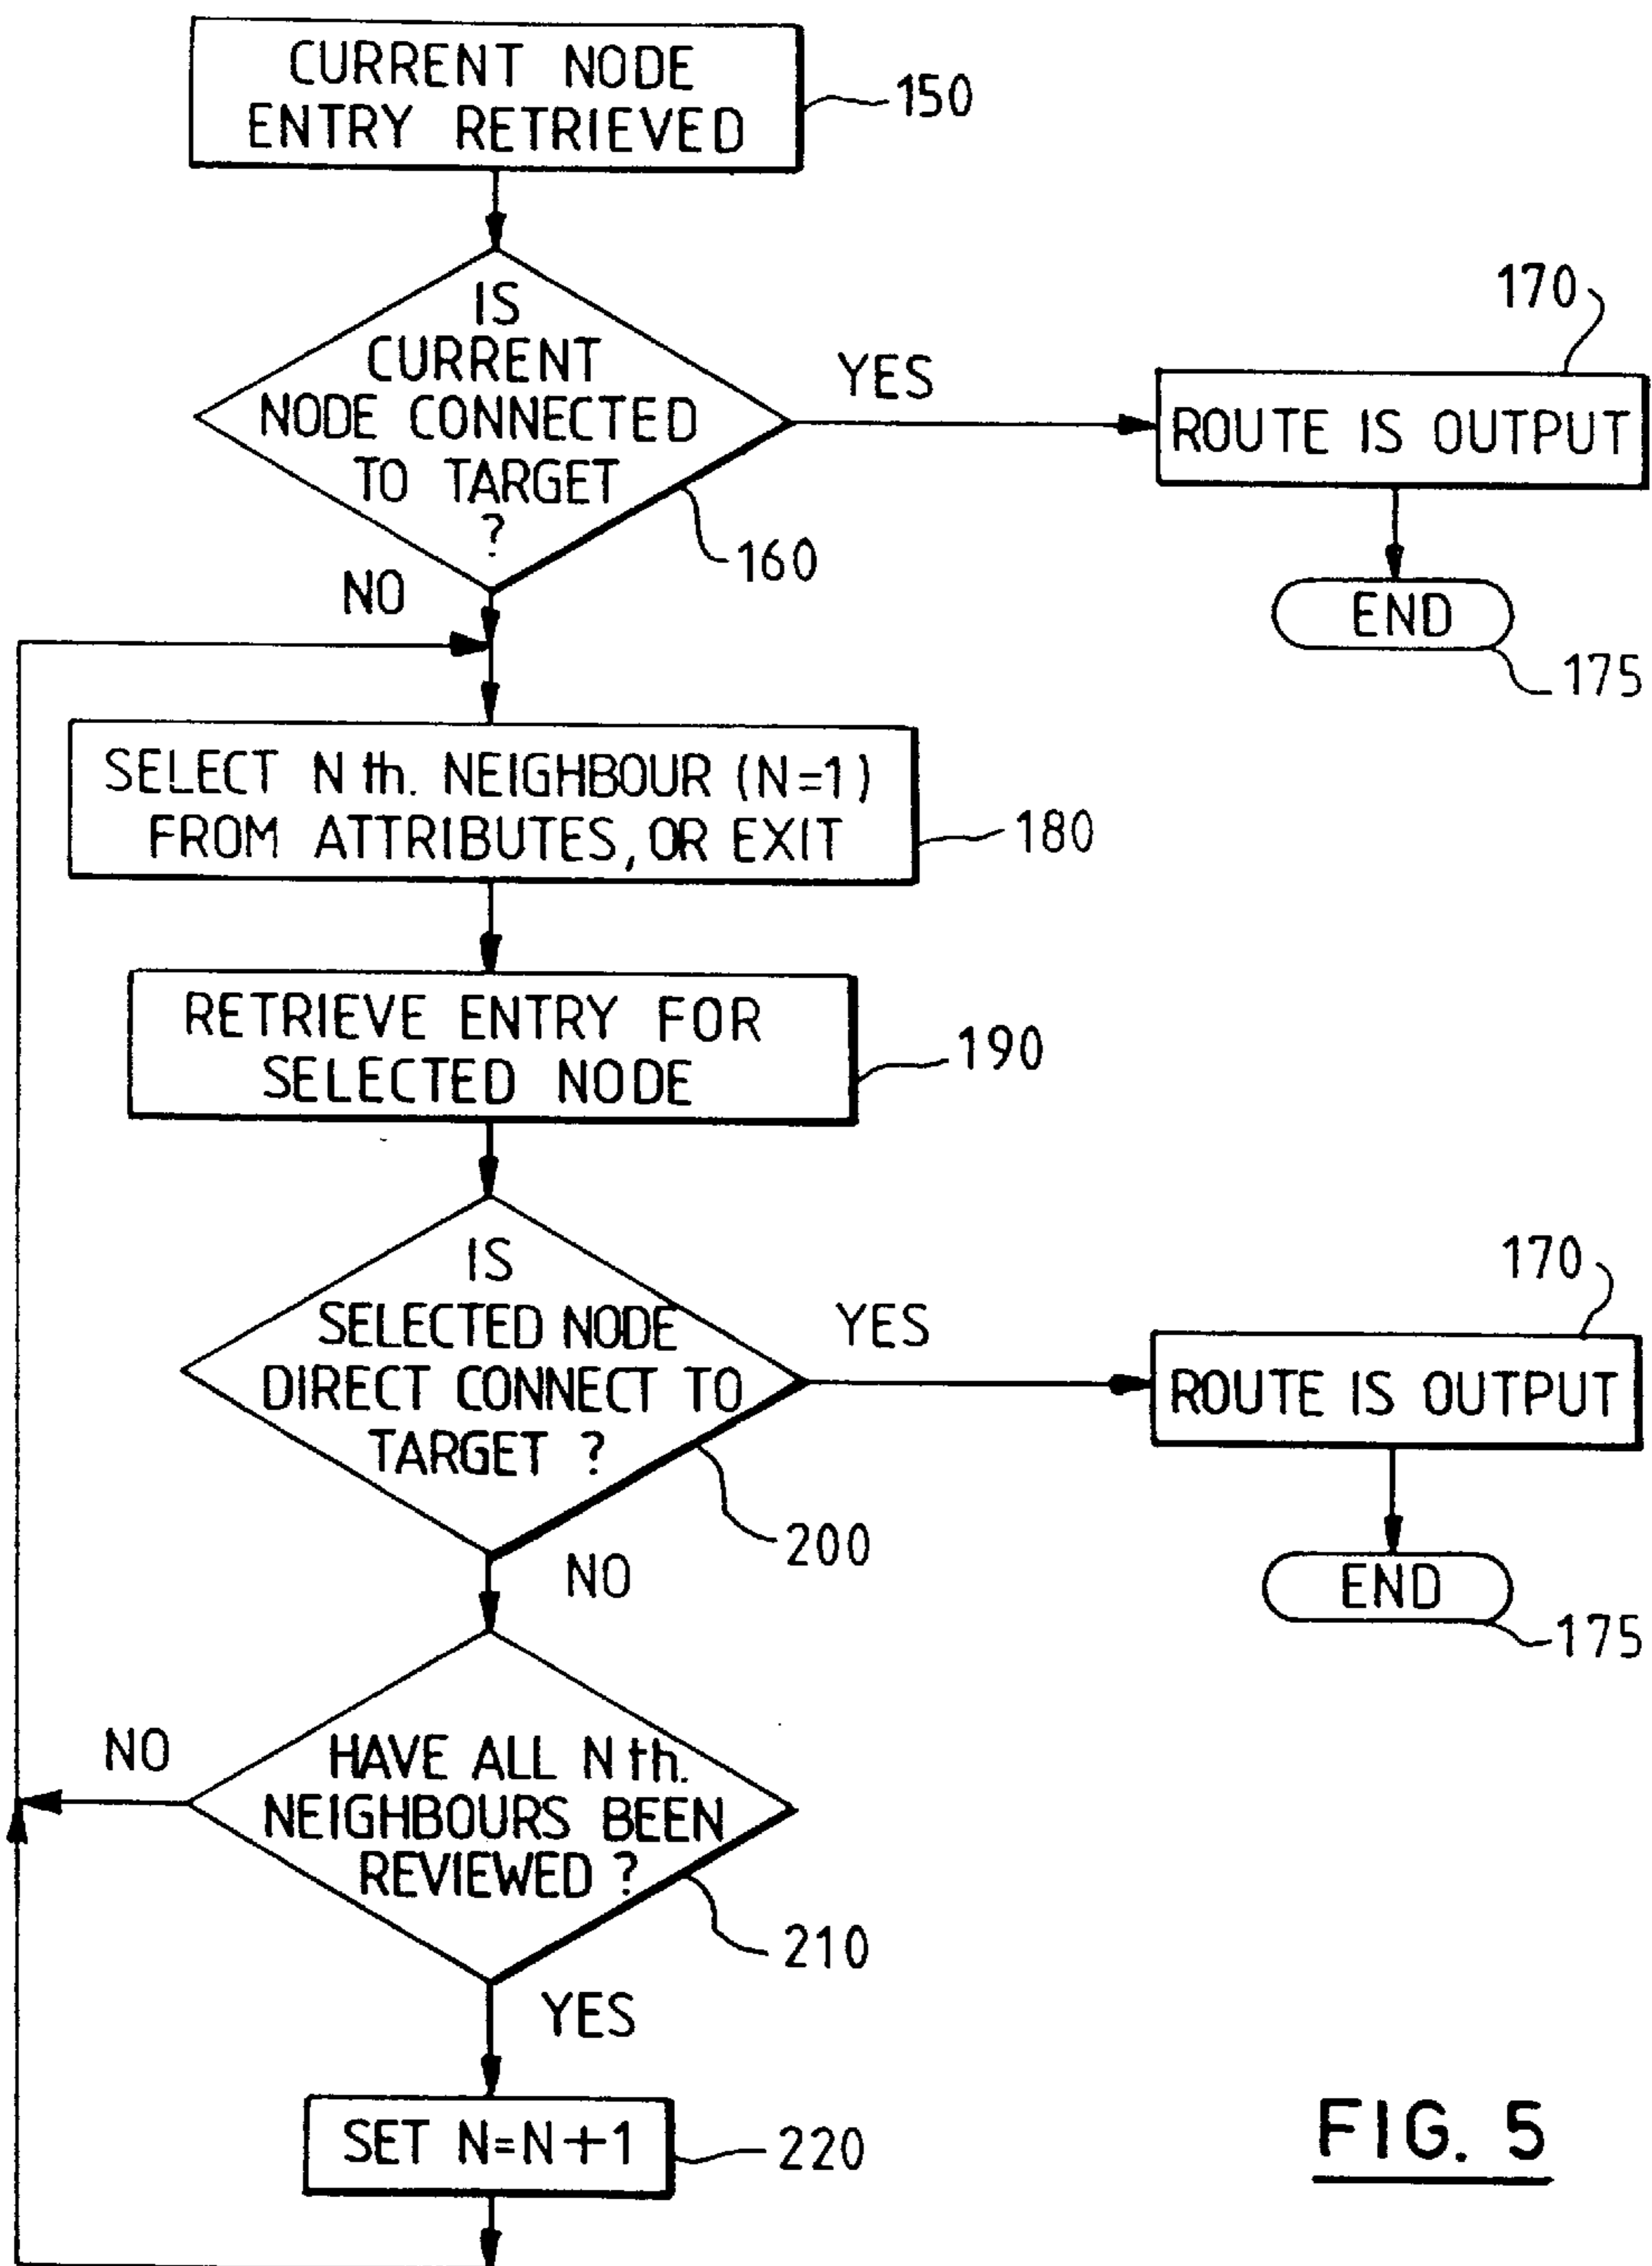 CURRENT NODE
ENTRY RETRIEVED
150
IS
CURRENT
NODE CONNECTED
TO TARGET
?
160
YES
170
ROUTE IS OUTPUT
END
175
NO
SELECT Nth. NEIGHBOUR (N=1)
FROM ATTRIBUTES, OR EXIT
180
RETRIEVE ENTRY FOR
SELECTED NODE
190
IS
SELECTED NODE
DIRECT CONNECT TO
TARGET ?
200
YES
170
ROUTE IS OUTPUT
END
175
NO
HAVE ALL Nth.
NEIGHBOURS BEEN
REVIEWED ?
210
NO
YES
SET N=N+1
220
FIG. 5